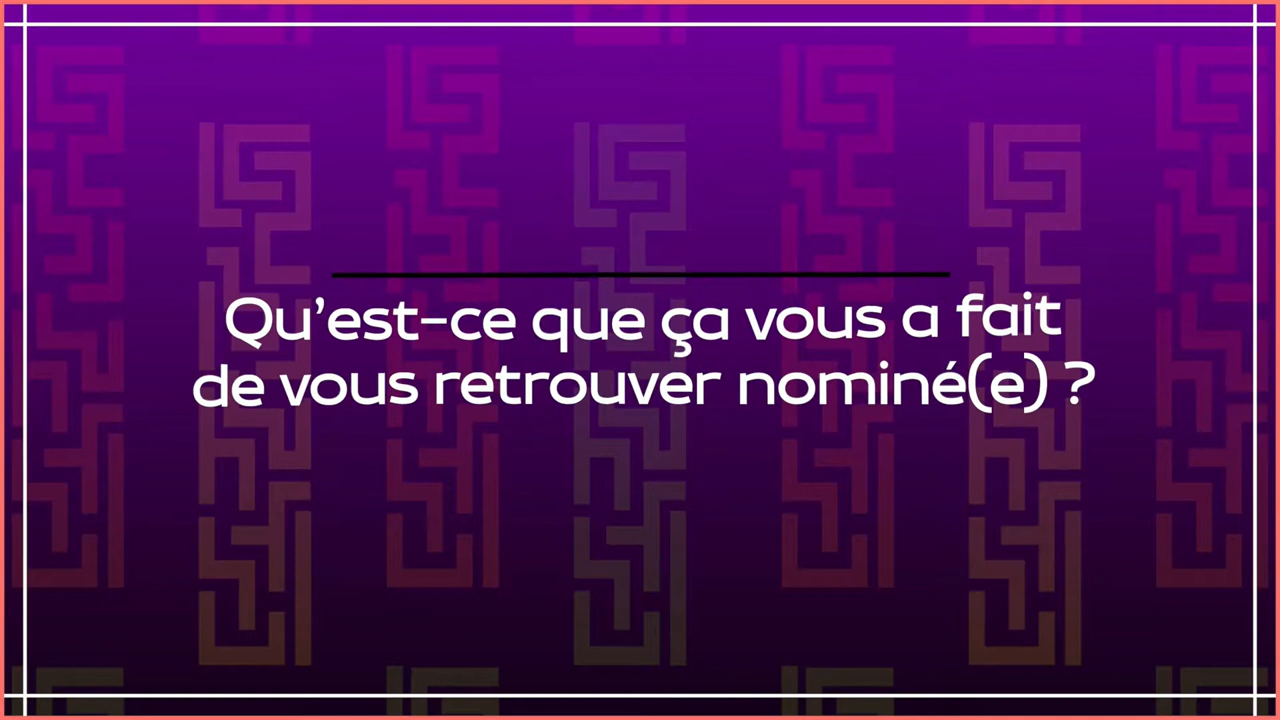 Qu'est-ce que ça vous a fait
de vous retrouver nominé(e) ?